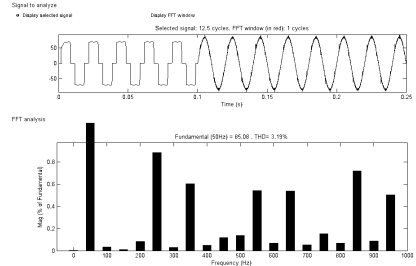 Signal to analyze
Display selected signal Display FFT window
Selected signal: 12.5 cycles. FFT window (in red): 1 cycles
50
0
-50
0 0.05 0.1 0.15 0.2 0.25
Time (s)
FFT analysis
Fundamental (50Hz) = 85.08 , THD= 3.19%
Mag (% of Fundamental)
0.8
0.6
0.4
0.2
0
0 100 200 300 400 500 600 700 800 900 1000
Frequency (Hz)